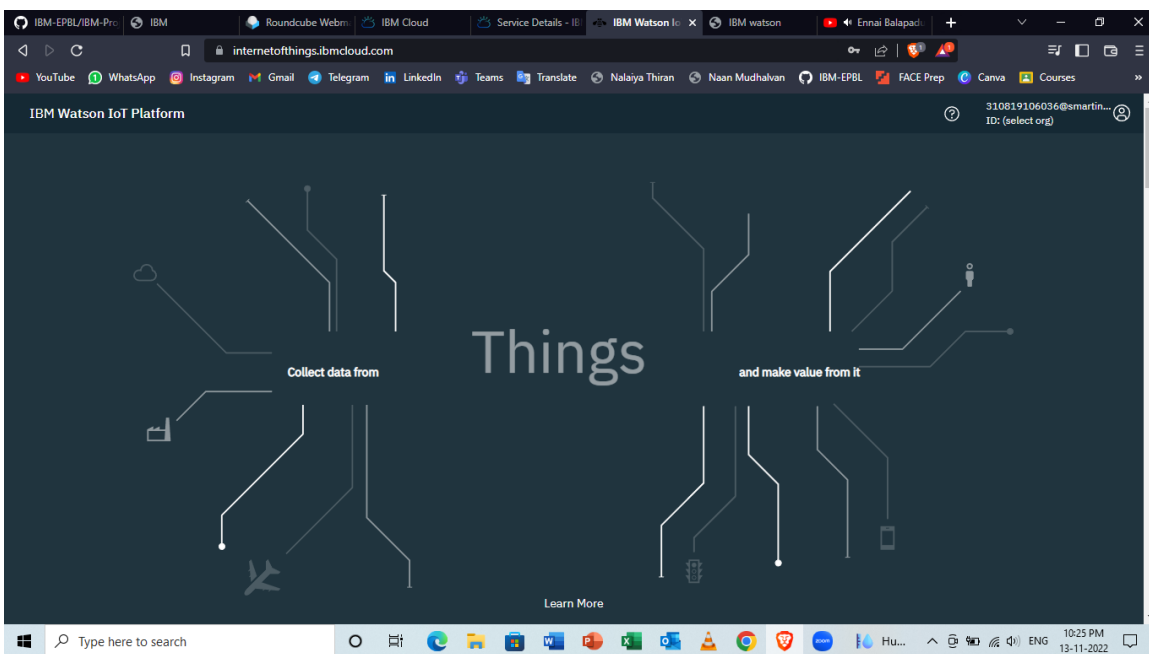 IBM-EPBL/IBM-Pro
IBM
Roundcube Webma
IBM Cloud
Service Details - IB
IBM Watson Io
IBM watson
Ennai Balapadu
internetofthings.ibmcloud.com
YouTube
WhatsApp
Instagram
Gmail
Telegram
LinkedIn
Teams
Translate
Nalaiya Thiran
Naan Mudhalvan
IBM-EPBL
FACE Prep
Canva
Courses
»
IBM Watson IoT Platform
310819106036@smartin...
ID: (select org)
Collect data from
Things
and make value from it
Learn More
Type here to search
Hu...
ENG
10:25 PM
13-11-2022